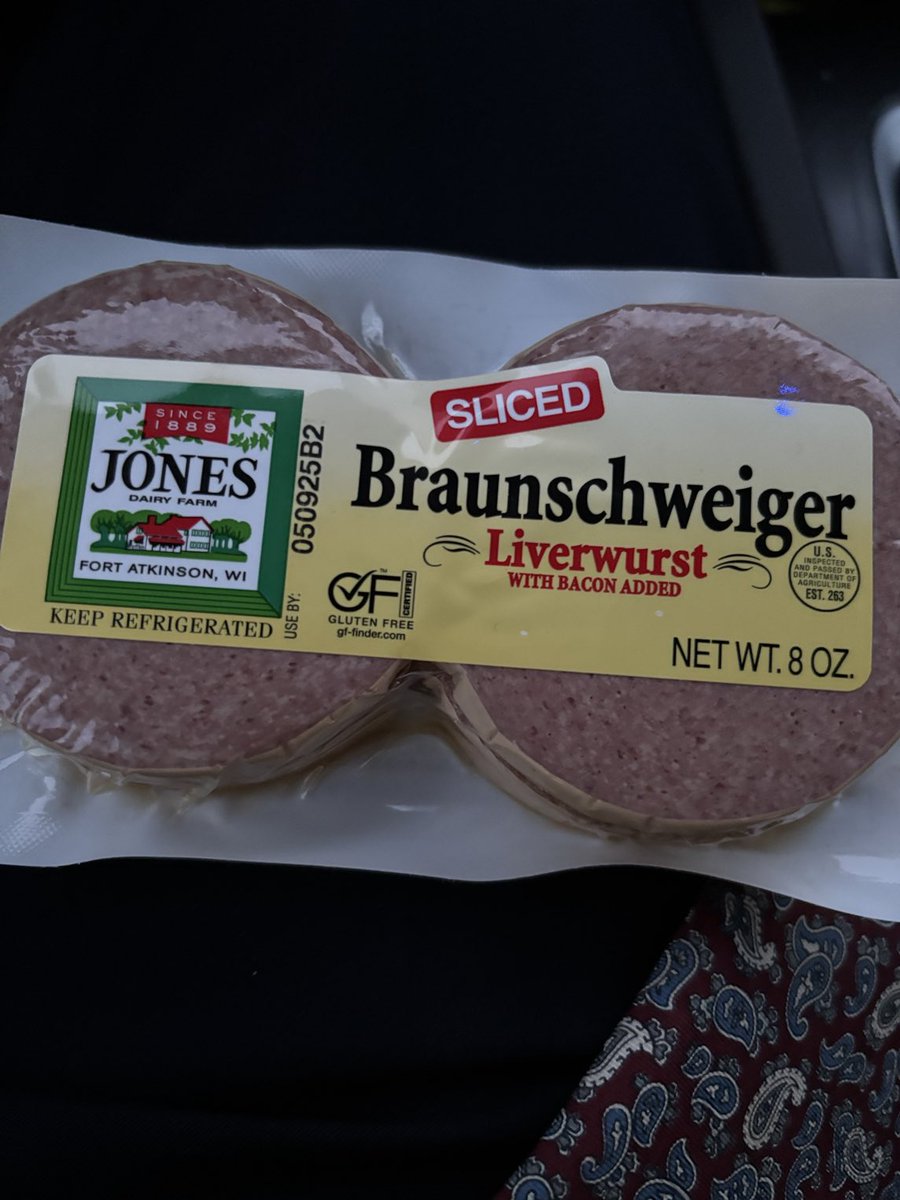 SINCE
1889
JONES
DAIRY FARM
FORT ATKINSON, WI
KEEP REFRIGERATED
USE BY: 050925B2
SLICED
Braunschweiger
Liverwurst
WITH BACON ADDED
GF™ CERTIFIED
GLUTEN FREE
gf-finder.com
U.S.
INSPECTED
AND PASSED BY
DEPARTMENT OF
AGRICULTURE
EST. 263
NET WT. 8 OZ.